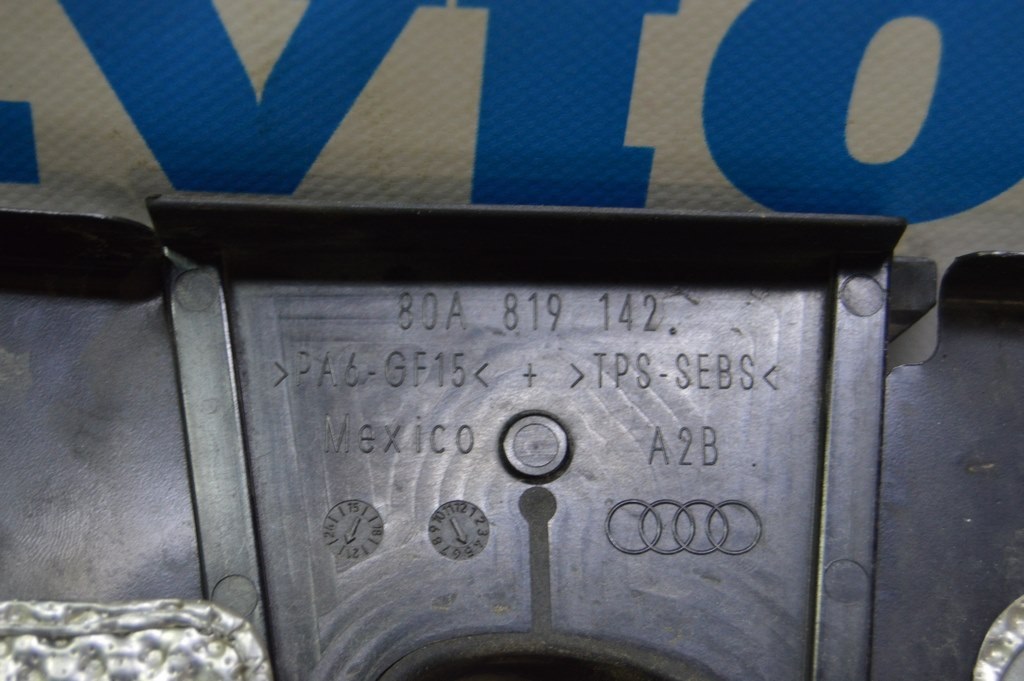 80A 819 142.
>PA6-GF15< + >TPS-SEBS<
Mexico A2B